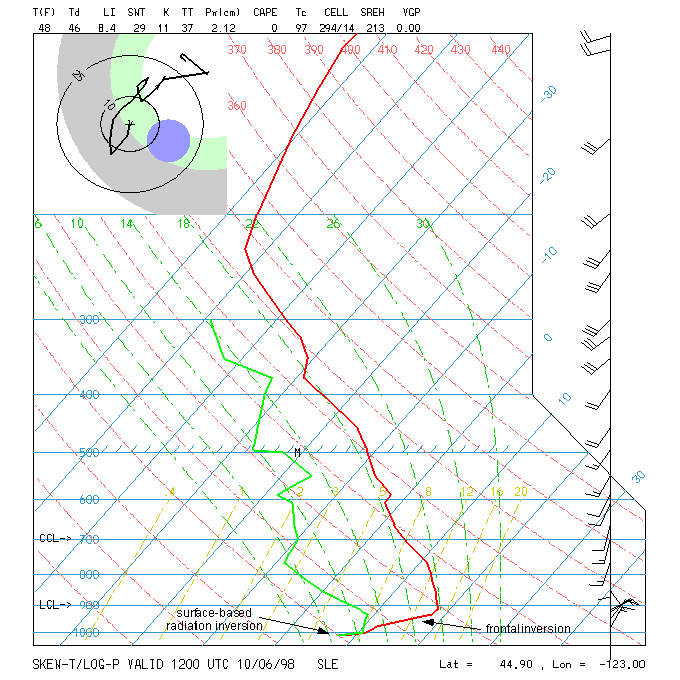 T(F) Td LI SWT K TT Pw(cm) CAPE Tc CELL SREH VGP
48 46 8.4 29 11 37 2.12 0 97 294/14 213 0.00
370 380 390 400 410 420 430 440
360
10
-30
-20
-10
0
10
30
6 10 14 18 22 26 30
300
400
500
M
600
4 1 2 5 8 12 16 20
CCL->
700
800
LCL->
900
1000
surface-based
radiation inversion
frontal inversion
SKEW-T/LOG-P VALID 1200 UTC 10/06/98 SLE Lat = 44.90 , Lon = -123.00